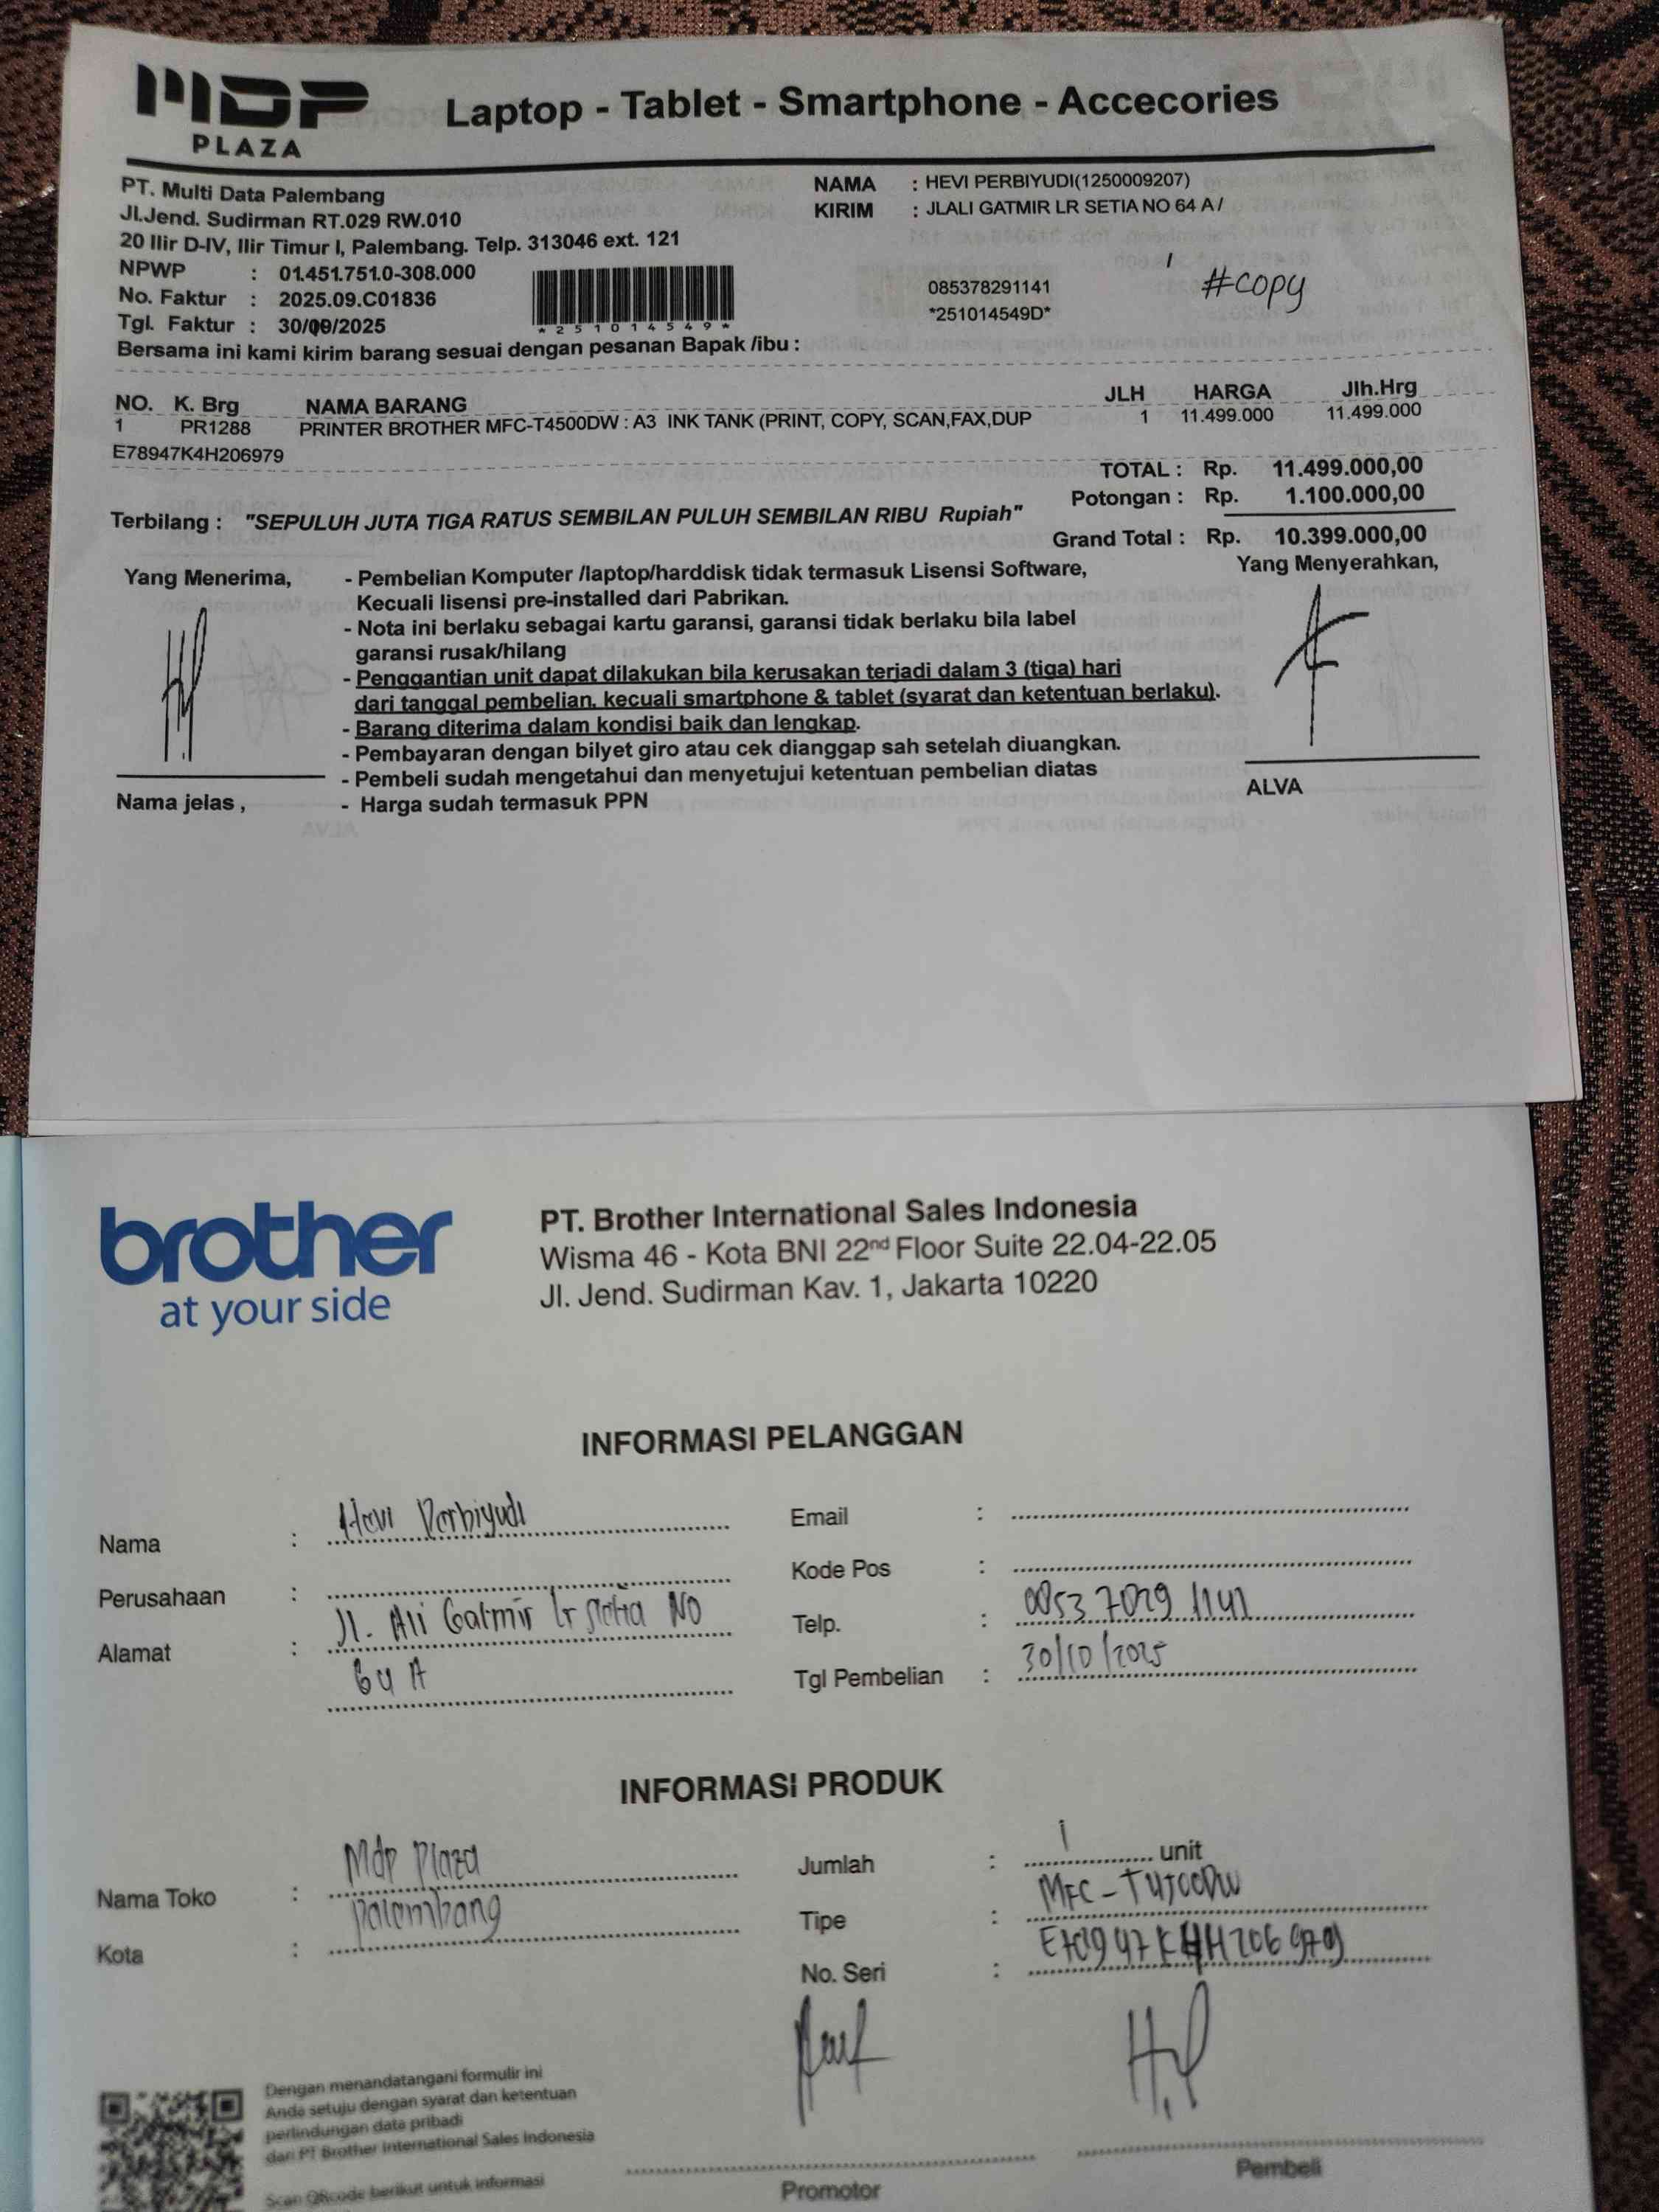 MDP
PLAZA
Laptop - Tablet - Smartphone - Accecories
PT. Multi Data Palembang
Jl.Jend. Sudirman RT.029 RW.010
20 Ilir D-IV, Ilir Timur I, Palembang. Telp. 313046 ext. 121
NPWP : 01.451.751.0-308.000
No. Faktur : 2025.09.C01836
Tgl. Faktur : 30/09/2025
*251014549*
NAMA : HEVI PERBIYUDI(1250009207)
KIRIM : JLALI GATMIR LR SETIA NO 64 A /
085378291141
*251014549D*
#copy
Bersama ini kami kirim barang sesuai dengan pesanan Bapak /ibu :
NO. K. Brg NAMA BARANG JLH HARGA Jlh.Hrg
1 PR1288 PRINTER BROTHER MFC-T4500DW : A3 INK TANK (PRINT, COPY, SCAN,FAX,DUP 1 11.499.000 11.499.000
E78947K4H206979
TOTAL : Rp. 11.499.000,00
Potongan : Rp. 1.100.000,00
Terbilang : "SEPULUH JUTA TIGA RATUS SEMBILAN PULUH SEMBILAN RIBU Rupiah"
Grand Total : Rp. 10.399.000,00
Yang Menerima,
- Pembelian Komputer /laptop/harddisk tidak termasuk Lisensi Software,
Kecuali lisensi pre-installed dari Pabrikan.
- Nota ini berlaku sebagai kartu garansi, garansi tidak berlaku bila label
garansi rusak/hilang
- Penggantian unit dapat dilakukan bila kerusakan terjadi dalam 3 (tiga) hari
dari tanggal pembelian, kecuali smartphone & tablet (syarat dan ketentuan berlaku).
- Barang diterima dalam kondisi baik dan lengkap.
- Pembayaran dengan bilyet giro atau cek dianggap sah setelah diuangkan.
- Pembeli sudah mengetahui dan menyetujui ketentuan pembelian diatas
- Harga sudah termasuk PPN
Nama jelas ,
Yang Menyerahkan,
ALVA
brother
at your side
PT. Brother International Sales Indonesia
Wisma 46 - Kota BNI 22nd Floor Suite 22.04-22.05
Jl. Jend. Sudirman Kav. 1, Jakarta 10220
INFORMASI PELANGGAN
Nama : Hevi Perbiyudi
Perusahaan :
Alamat : Jl. Ali Gatmir lr setia NO
64 A
Email :
Kode Pos :
Telp. : 0853 7829 1141
Tgl Pembelian : 30/10/2025
INFORMASI PRODUK
Nama Toko : Mdp Plaza
Kota : palembang
Jumlah : 1 unit
Tipe : MFC-T4500DW
No. Seri : E78947K4H206979
Dengan menandatangani formulir ini
Anda setuju dengan syarat dan ketentuan
perlindungan data pribadi
dari PT Brother International Sales Indonesia
Scan QRcode berikut untuk informasi
Promotor
Pembeli